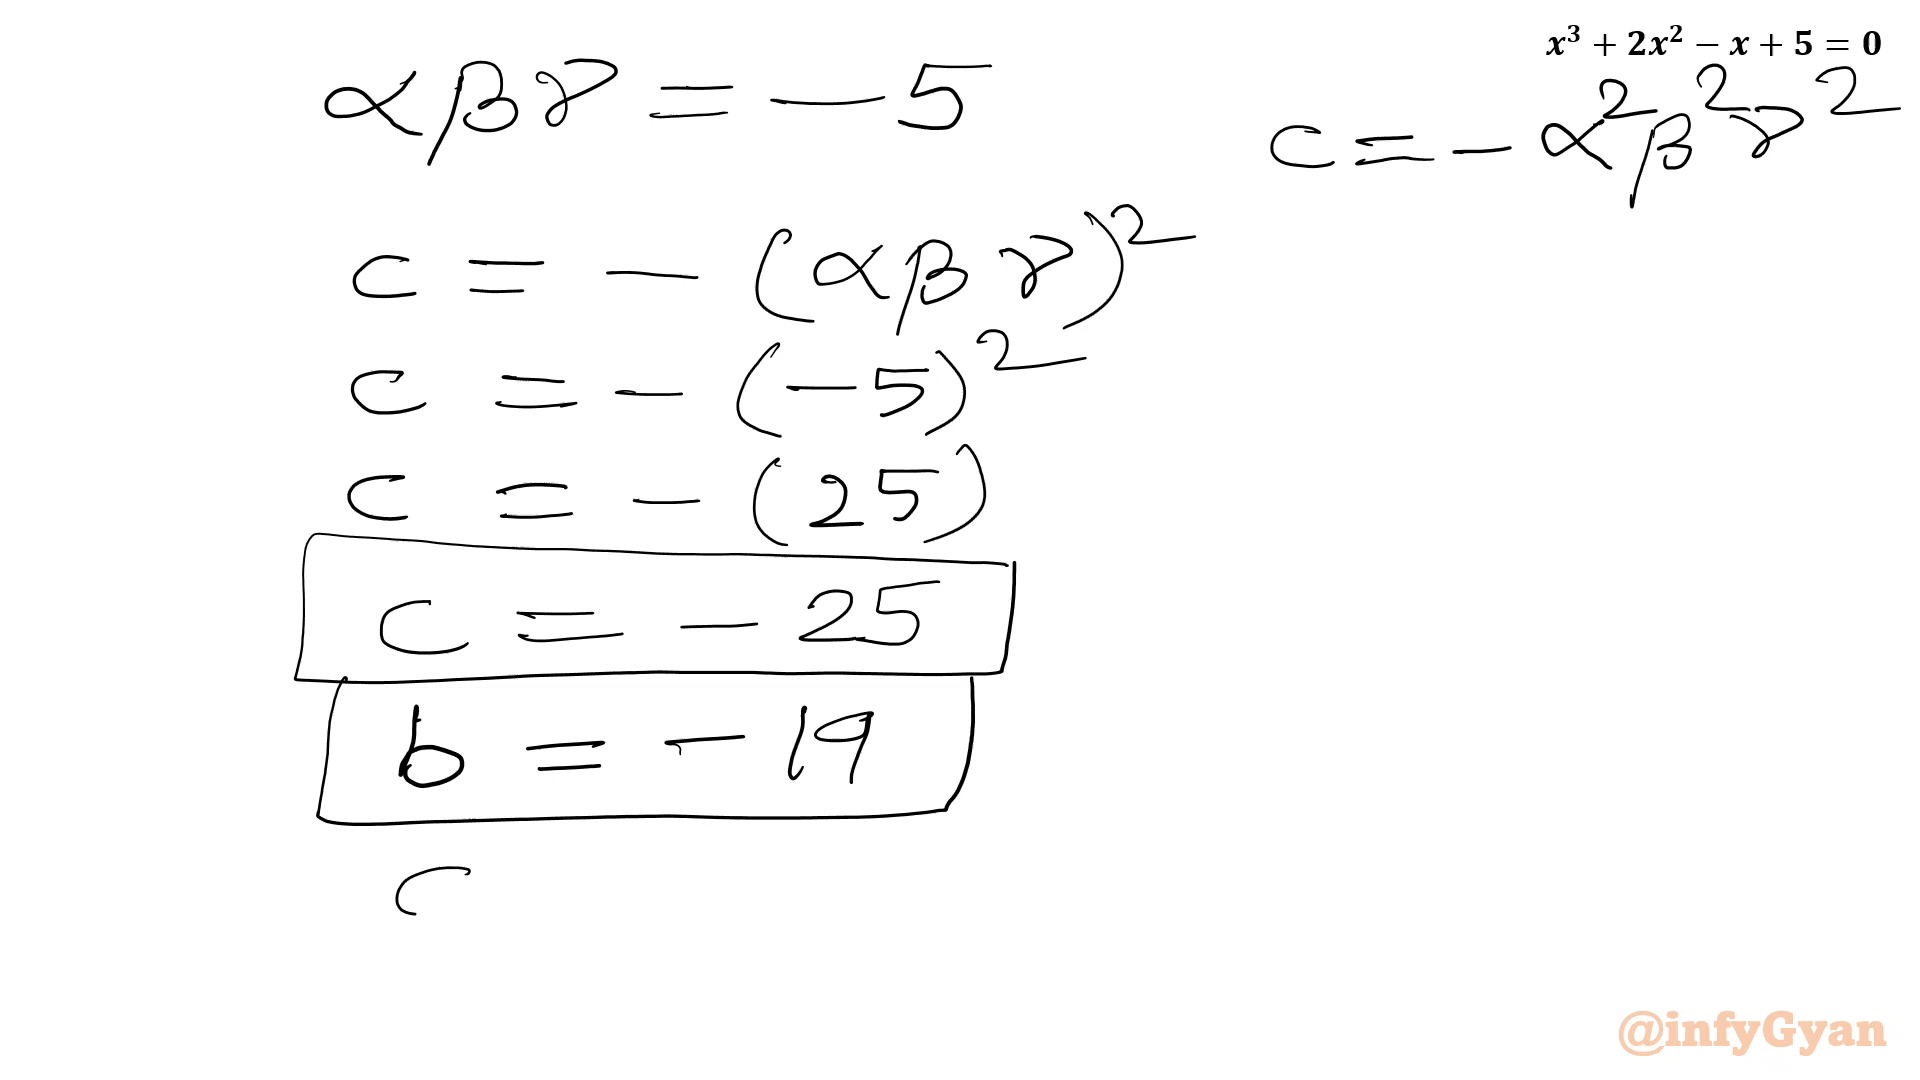 x³ + 2x² − x + 5 = 0
αβγ = − 5
c = − α²β²γ²
c = − (αβγ)²
c = − (−5)²
c = − (25)
c = − 25
b = − 19
c
@infyGyan